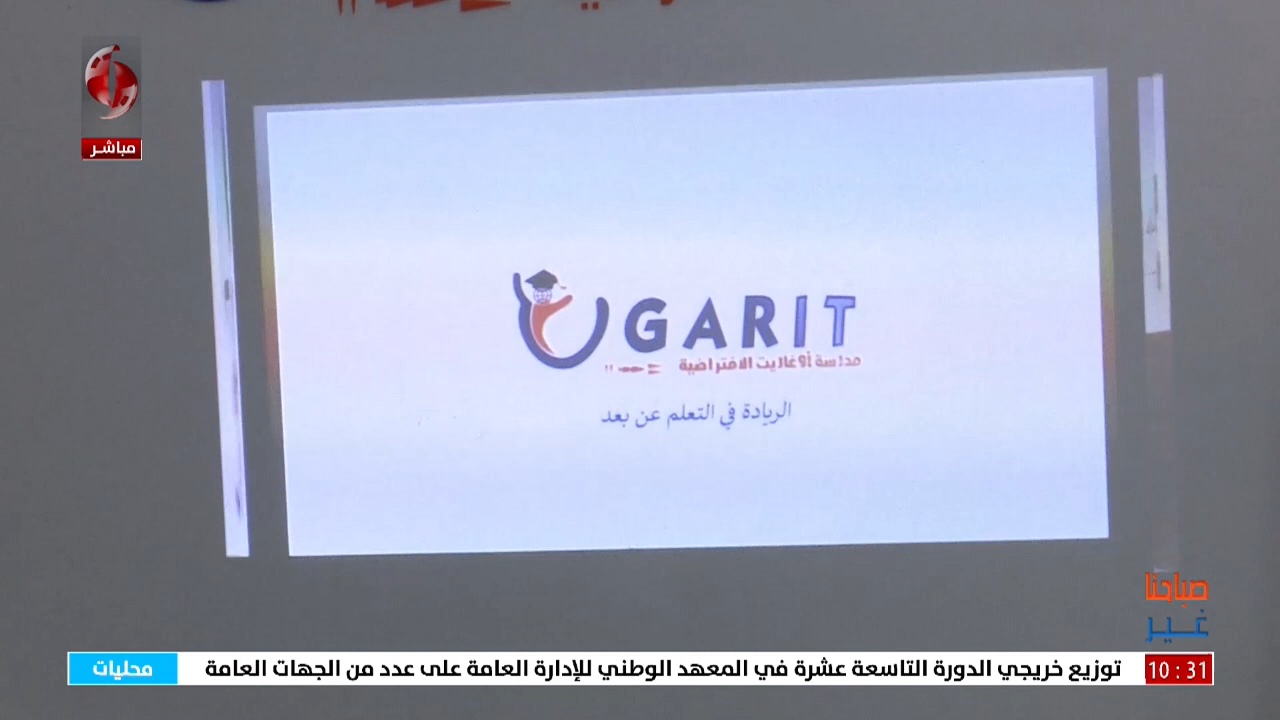 مباشر
UGARIT
مدرسة أوغاريت الافتراضية
الريادة في التعلم عن بعد
صباحنا
غير
10 : 31
توزيع خريجي الدورة التاسعة عشرة في المعهد الوطني للإدارة العامة على عدد من الجهات العامة
محليات